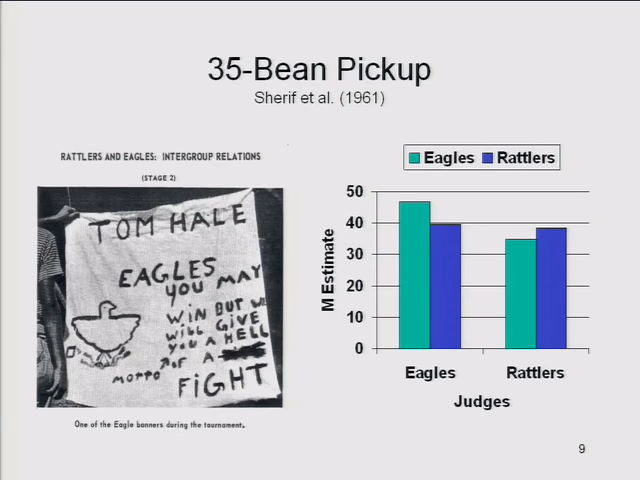 35-Bean Pickup
Sherif et al. (1961)
RATTLERS AND EAGLES: INTERGROUP RELATIONS
(STAGE 2)
TOM HALE
EAGLES
YOU MAY
WIN BUT WE
WILL GIVE
YOU A HELL
OF A
MOTTO
FIGHT
One of the Eagle banners during the tournament.
Eagles Rattlers
50
40
30
20
10
0
M Estimate
Eagles Rattlers
Judges
9